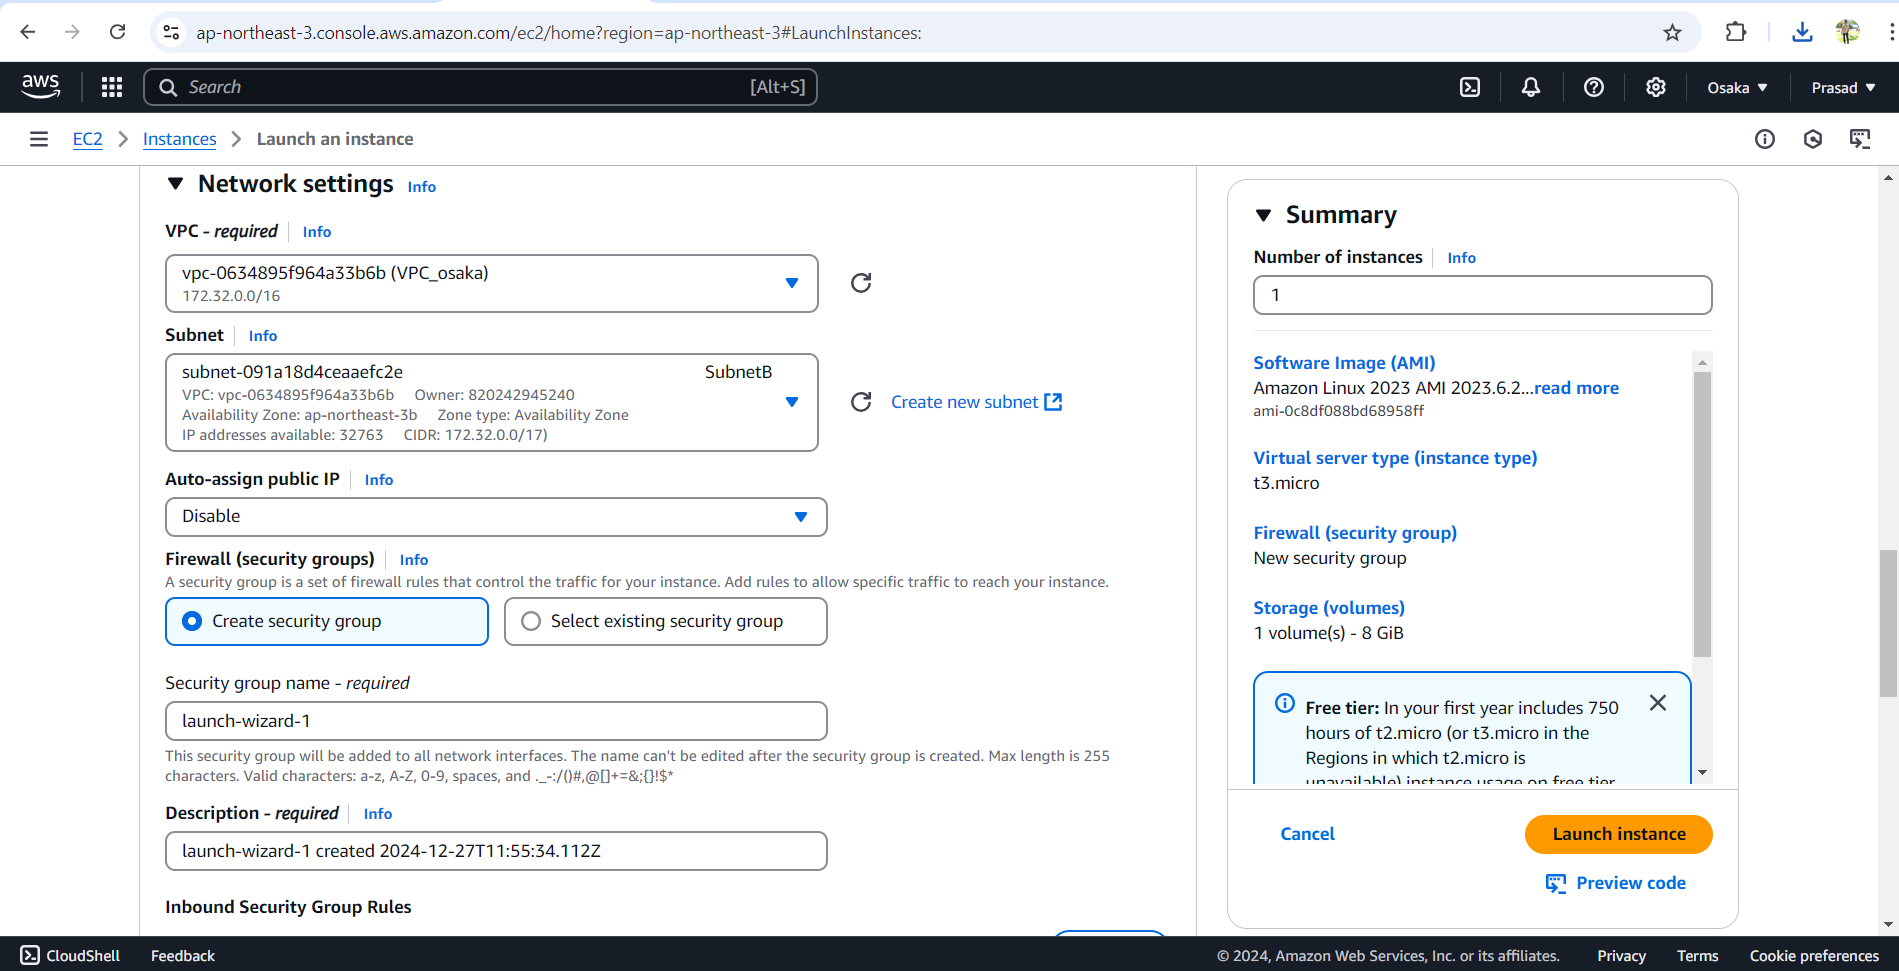 ap-northeast-3.console.aws.amazon.com/ec2/home?region=ap-northeast-3#LaunchInstances:
aws
Search
[Alt+S]
Osaka
Prasad
EC2
Instances
Launch an instance
Network settings Info
VPC - required Info
vpc-0634895f964a33b6b (VPC_osaka)
172.32.0.0/16
Subnet Info
subnet-091a18d4ceaaefc2e SubnetB
VPC: vpc-0634895f964a33b6b Owner: 820242945240
Availability Zone: ap-northeast-3b Zone type: Availability Zone
IP addresses available: 32763 CIDR: 172.32.0.0/17)
Create new subnet
Auto-assign public IP Info
Disable
Firewall (security groups) Info
A security group is a set of firewall rules that control the traffic for your instance. Add rules to allow specific traffic to reach your instance.
Create security group
Select existing security group
Security group name - required
launch-wizard-1
This security group will be added to all network interfaces. The name can't be edited after the security group is created. Max length is 255
characters. Valid characters: a-z, A-Z, 0-9, spaces, and ._-:/()#,@[]+=&;{}!$*
Description - required Info
launch-wizard-1 created 2024-12-27T11:55:34.112Z
Inbound Security Group Rules
Summary
Number of instances Info
1
Software Image (AMI)
Amazon Linux 2023 AMI 2023.6.2...read more
ami-0c8df088bd68958ff
Virtual server type (instance type)
t3.micro
Firewall (security group)
New security group
Storage (volumes)
1 volume(s) - 8 GiB
Free tier: In your first year includes 750
hours of t2.micro (or t3.micro in the
Regions in which t2.micro is
unavailable) instance usage on free tier
Cancel
Launch instance
Preview code
CloudShell
Feedback
© 2024, Amazon Web Services, Inc. or its affiliates.
Privacy
Terms
Cookie preferences